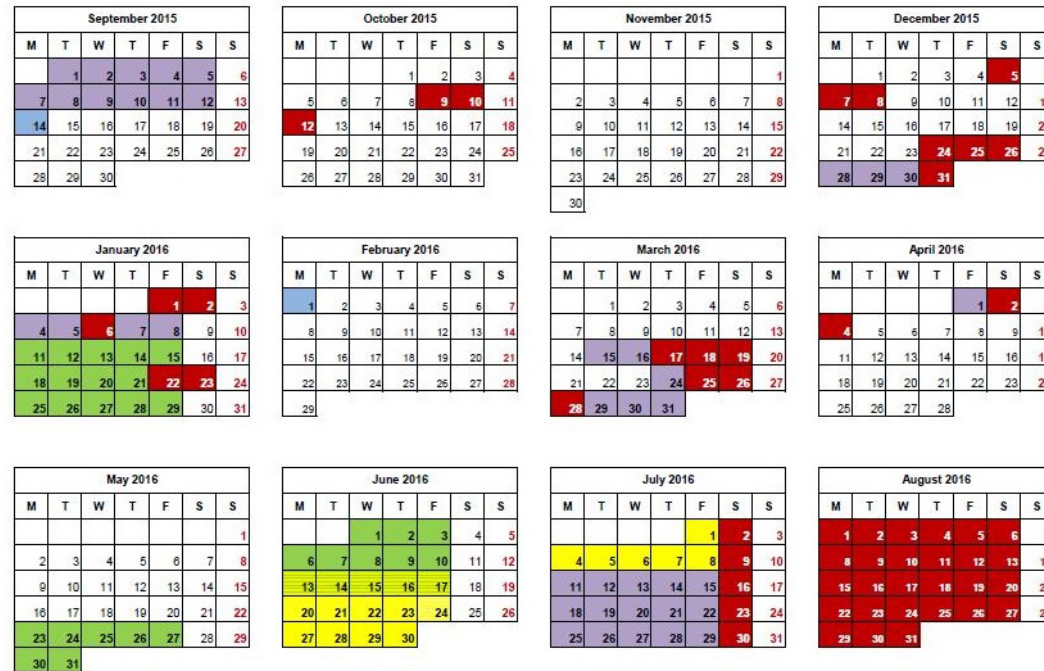 September 2015
M T W T F S S
1 2 3 4 5 6
7 8 9 10 11 12 13
14 15 16 17 18 19 20
21 22 23 24 25 26 27
28 29 30
October 2015
M T W T F S S
1 2 3 4
5 6 7 8 9 10 11
12 13 14 15 16 17 18
19 20 21 22 23 24 25
26 27 28 29 30 31
November 2015
M T W T F S S
1
2 3 4 5 6 7 8
9 10 11 12 13 14 15
16 17 18 19 20 21 22
23 24 25 26 27 28 29
30
December 2015
M T W T F S S
1 2 3 4 5
7 8 9 10 11 12
14 15 16 17 18 19
21 22 23 24 25 26
28 29 30 31
January 2016
M T W T F S S
1 2 3
4 5 6 7 8 9 10
11 12 13 14 15 16 17
18 19 20 21 22 23 24
25 26 27 28 29 30 31
February 2016
M T W T F S S
1 2 3 4 5 6 7
8 9 10 11 12 13 14
15 16 17 18 19 20 21
22 23 24 25 26 27 28
29
March 2016
M T W T F S S
1 2 3 4 5 6
7 8 9 10 11 12 13
14 15 16 17 18 19 20
21 22 23 24 25 26 27
28 29 30 31
April 2016
M T W T F S S
1 2
4 5 6 7 8 9
11 12 13 14 15 16
18 19 20 21 22 23
25 26 27 28
May 2016
M T W T F S S
1
2 3 4 5 6 7 8
9 10 11 12 13 14 15
16 17 18 19 20 21 22
23 24 25 26 27 28 29
30 31
June 2016
M T W T F S S
1 2 3 4 5
6 7 8 9 10 11 12
13 14 15 16 17 18 19
20 21 22 23 24 25 26
27 28 29 30
July 2016
M T W T F S S
1 2 3
4 5 6 7 8 9 10
11 12 13 14 15 16 17
18 19 20 21 22 23 24
25 26 27 28 29 30 31
August 2016
M T W T F S S
1 2 3 4 5 6
8 9 10 11 12 13
15 16 17 18 19 20
22 23 24 25 26 27
29 30 31